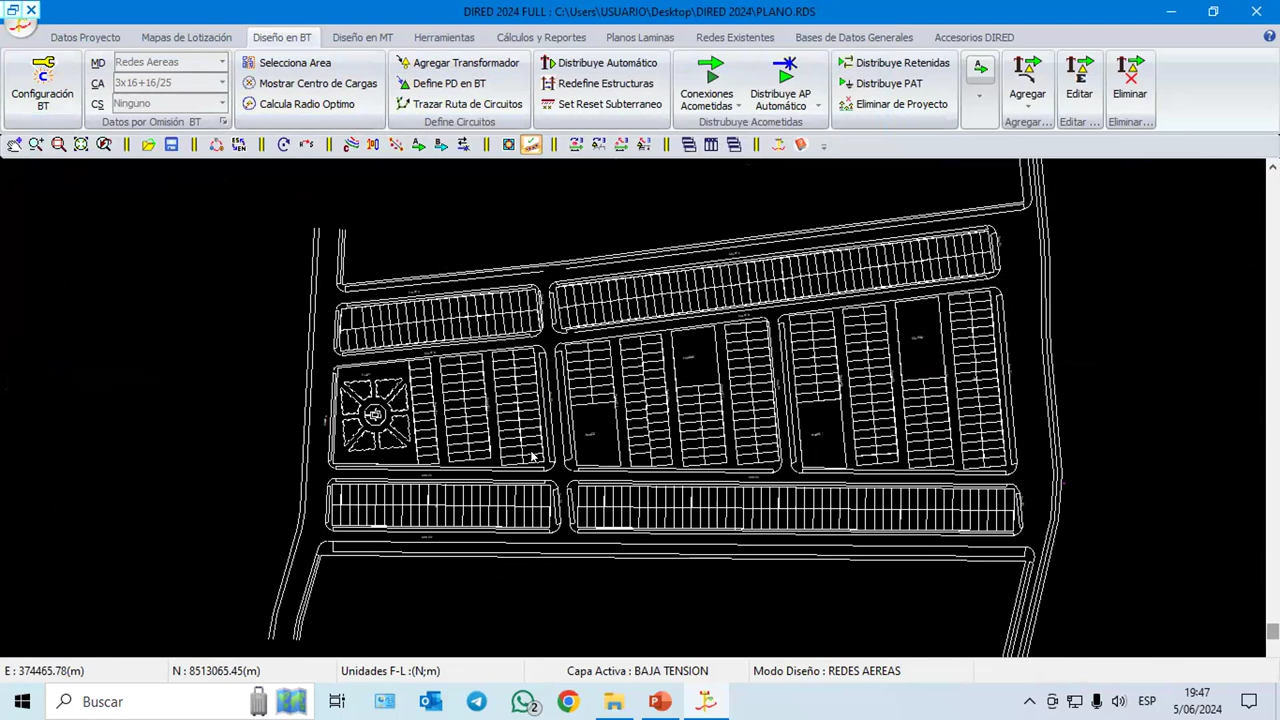 DIRED 2024 FULL : C:\Users\USUARIO\Desktop\DIRED 2024\PLANO.RDS
Datos Proyecto Mapas de Lotización Diseño en BT Diseño en MT Herramientas Cálculos y Reportes Planos Laminas Redes Existentes Bases de Datos Generales Accesorios DIRED
Configuración BT
MD Redes Aereas
CA 3x16+16/25
CS Ninguno
Datos por Omisión BT
Selecciona Area
Mostrar Centro de Cargas
Calcula Radio Optimo
Agregar Transformador
Define PD en BT
Trazar Ruta de Circuitos
Define Circuitos
Distribuye Automático
Redefine Estructuras
Set Reset Subterraneo
Conexiones Acometidas
Distribuye AP Automático
Distrubuye Acometidas
Distribuye Retenidas
Distribuye PAT
Eliminar de Proyecto
Agregar
Agregar...
Editar
Editar ...
Eliminar
Eliminar...
E : 374465.78(m) N : 8513065.45(m) Unidades F-L :(N;m) Capa Activa : BAJA TENSION Modo Diseño : REDES AEREAS
Buscar
2
ESP
19:47
5/06/2024